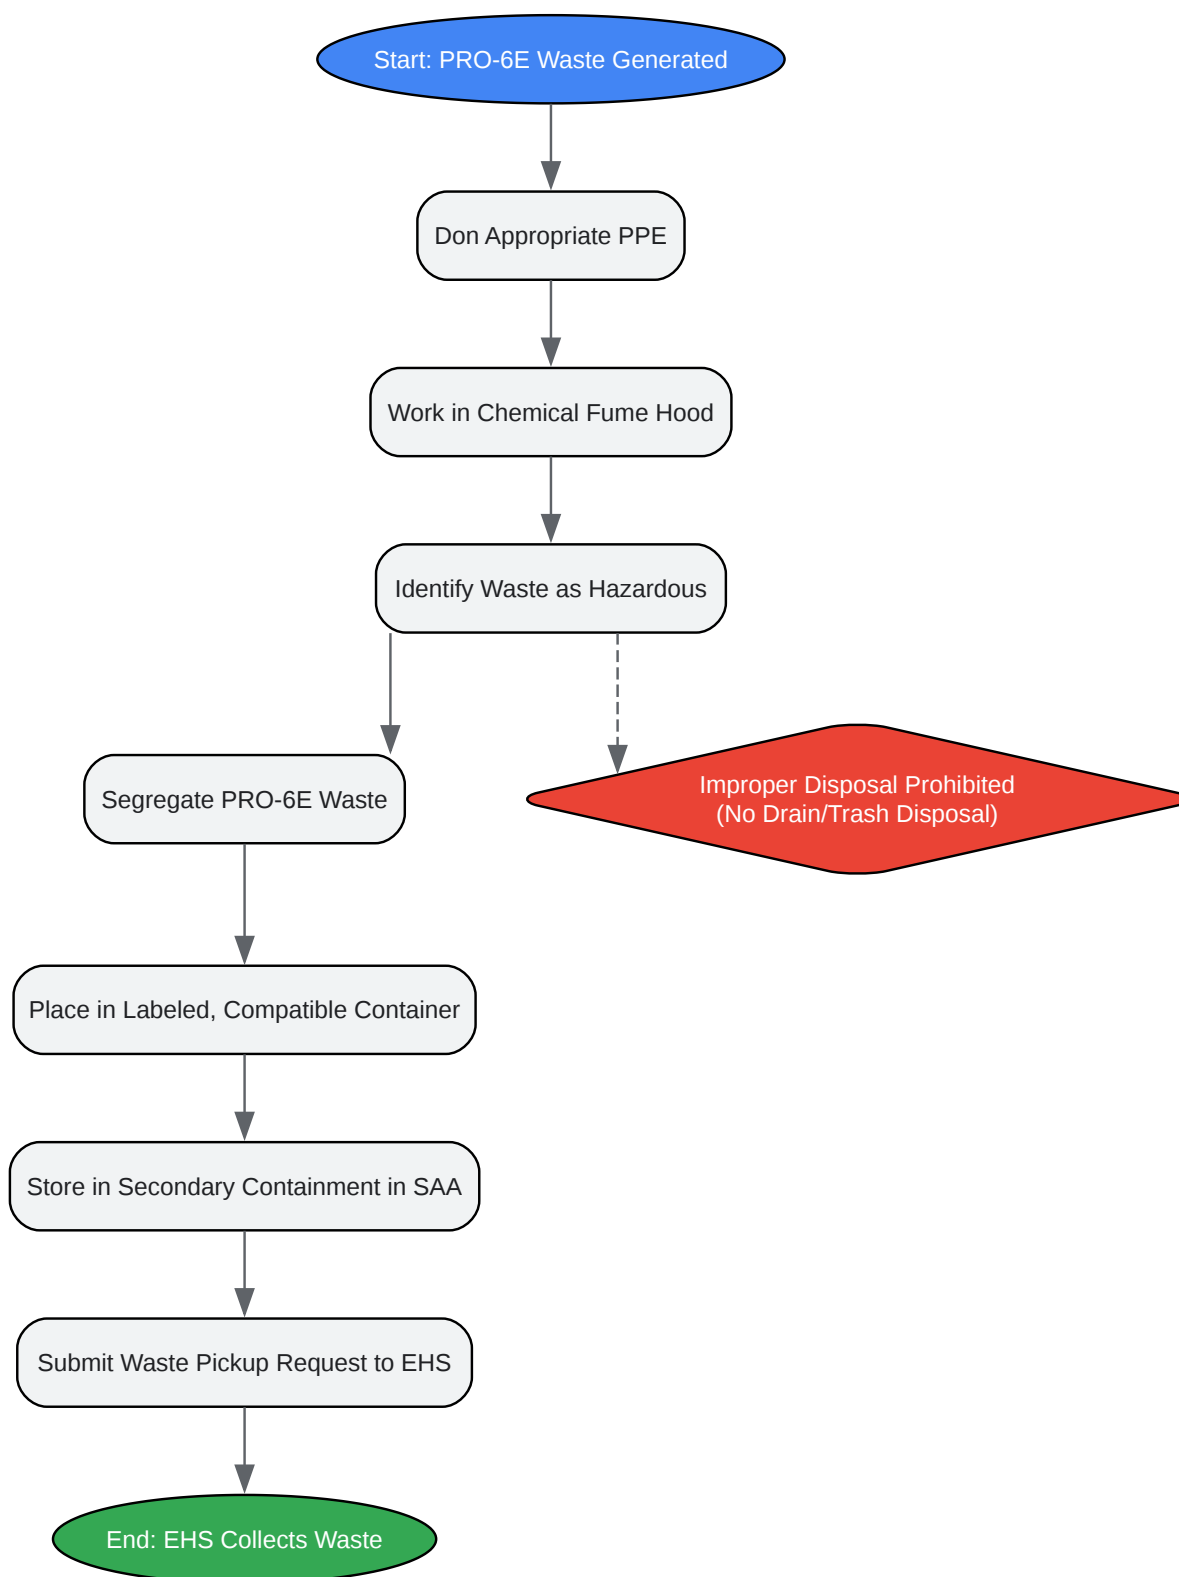 Start: PRO-6E Waste Generated
Don Appropriate PPE
Work in Chemical Fume Hood
Identify Waste as Hazardous
Segregate PRO-6E Waste
Improper Disposal Prohibited
(No Drain/Trash Disposal)
Place in Labeled, Compatible Container
Store in Secondary Containment in SAA
Submit Waste Pickup Request to EHS
End: EHS Collects Waste